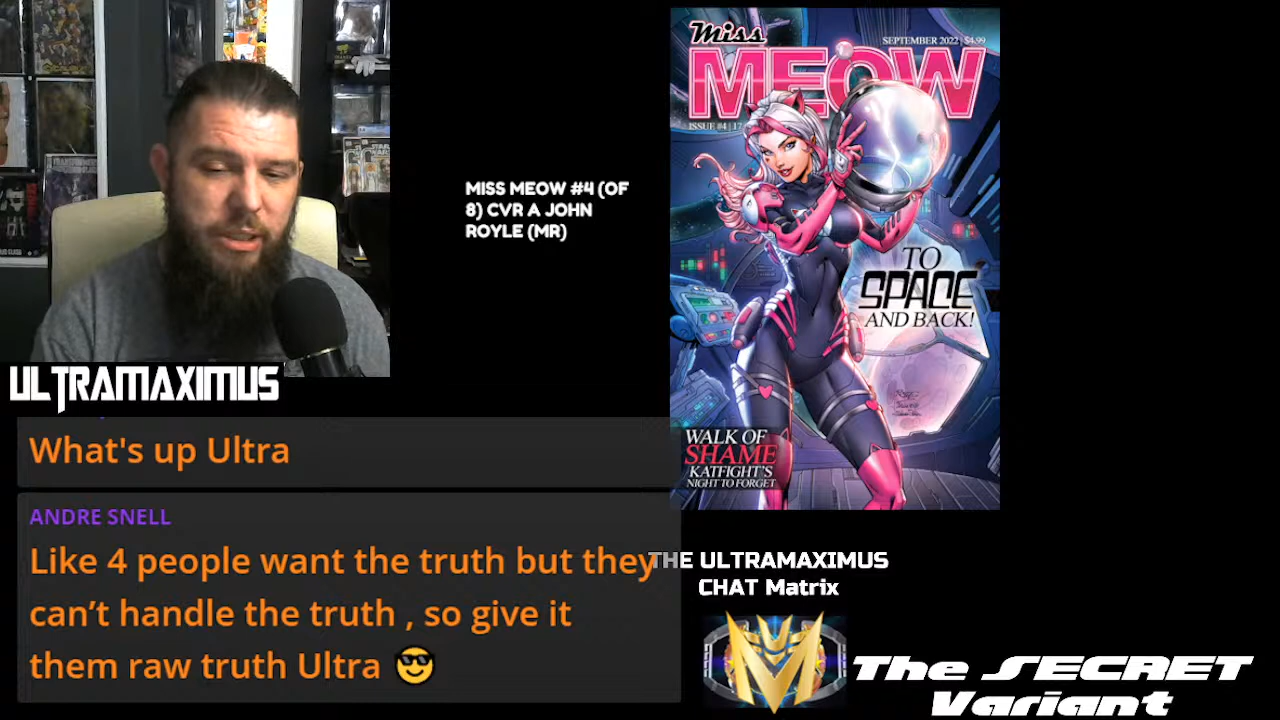 Miss
MEOW
SEPTEMBER 2022 | $4.99
ISSUE #4 | 17
MISS MEOW #4 (OF
8) CVR A JOHN
ROYLE (MR)
TO
SPACE
AND BACK!
WALK OF
SHAME
KATFIGHT'S
NIGHT TO FORGET
ULTRAMAXIMUS
What's up Ultra
ANDRE SNELL
Like 4 people want the truth but they
can't handle the truth , so give it
them raw truth Ultra 😎
THE ULTRAMAXIMUS
CHAT Matrix
The SECRET
Variant